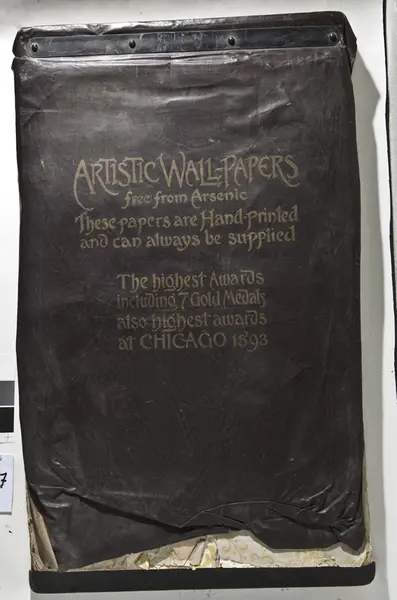 ARTISTIC WALL-PAPERS
free from Arsenic
These papers are Hand-printed
and can always be supplied
The highest Awards
including 7 Gold Medals
also highest awards
at CHICAGO 1893
7